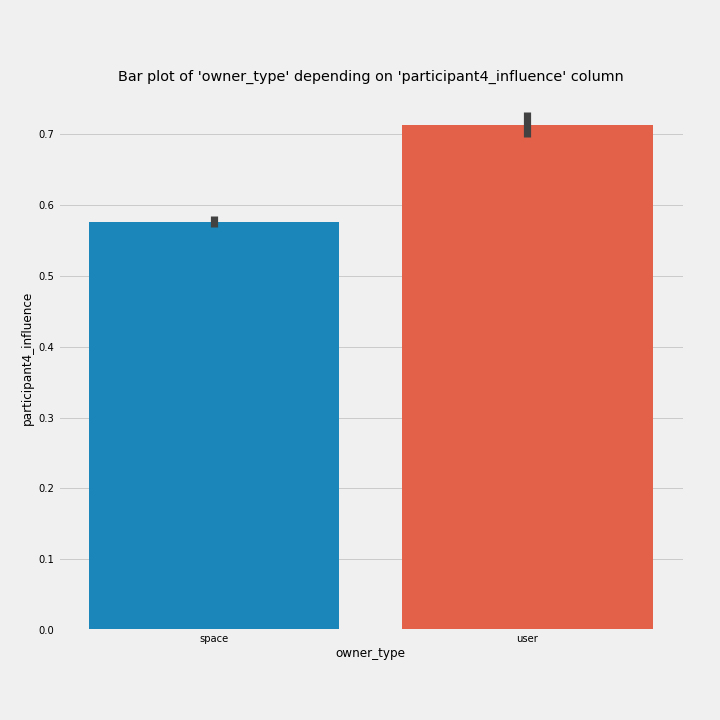 Bar plot of 'owner_type' depending on 'participant4_influence' column
0.7
0.6
0.5
0.4
0.3
0.2
0.1
0.0
participant4_influence
space
user
owner_type